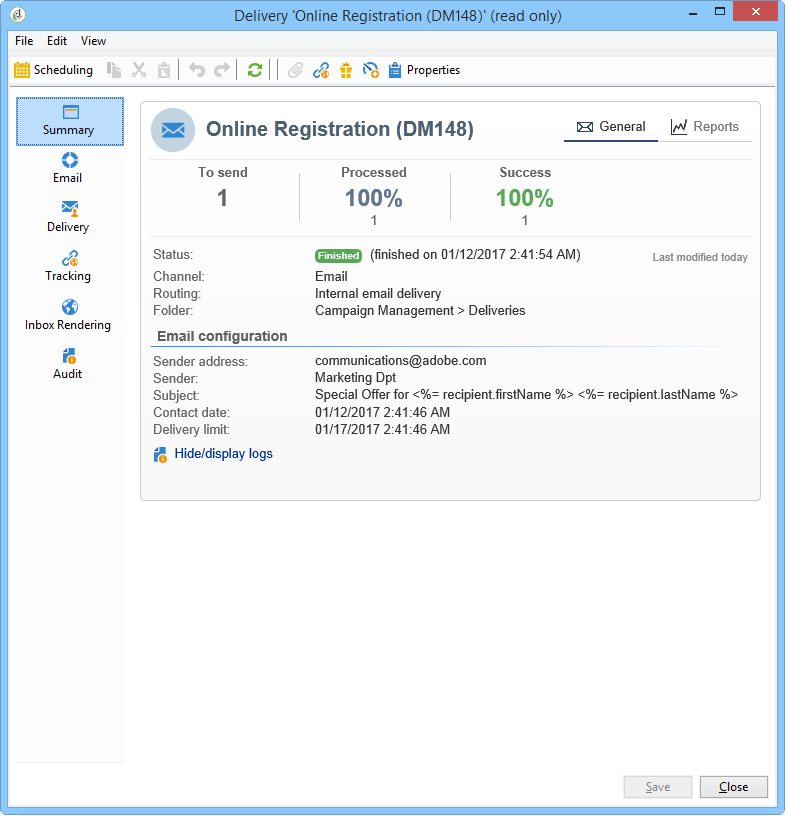 Delivery 'Online Registration (DM148)' (read only)
File Edit View
Scheduling Properties
Summary
Email
Delivery
Tracking
Inbox Rendering
Audit
Online Registration (DM148) General Reports
To send Processed Success
1 100% 100%
1 1
Status: Finished (finished on 01/12/2017 2:41:54 AM) Last modified today
Channel: Email
Routing: Internal email delivery
Folder: Campaign Management > Deliveries
Email configuration
Sender address: communications@adobe.com
Sender: Marketing Dpt
Subject: Special Offer for <%= recipient.firstName %> <%= recipient.lastName %>
Contact date: 01/12/2017 2:41:46 AM
Delivery limit: 01/17/2017 2:41:46 AM
Hide/display logs
Save Close